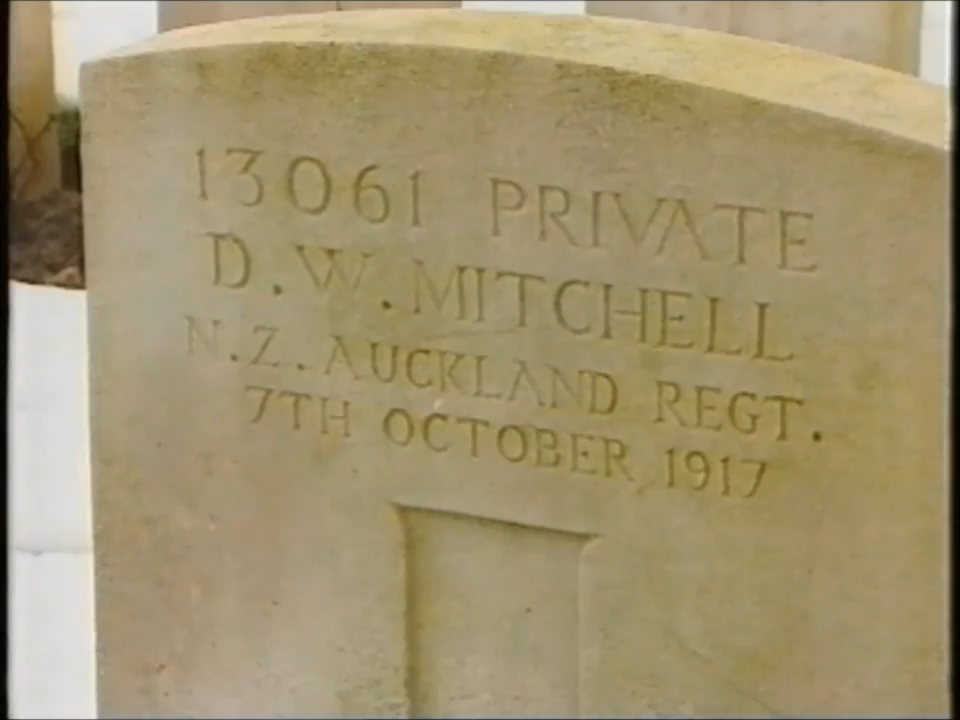 13061 PRIVATE
D.W. MITCHELL
N.Z. AUCKLAND REGT.
7TH OCTOBER 1917